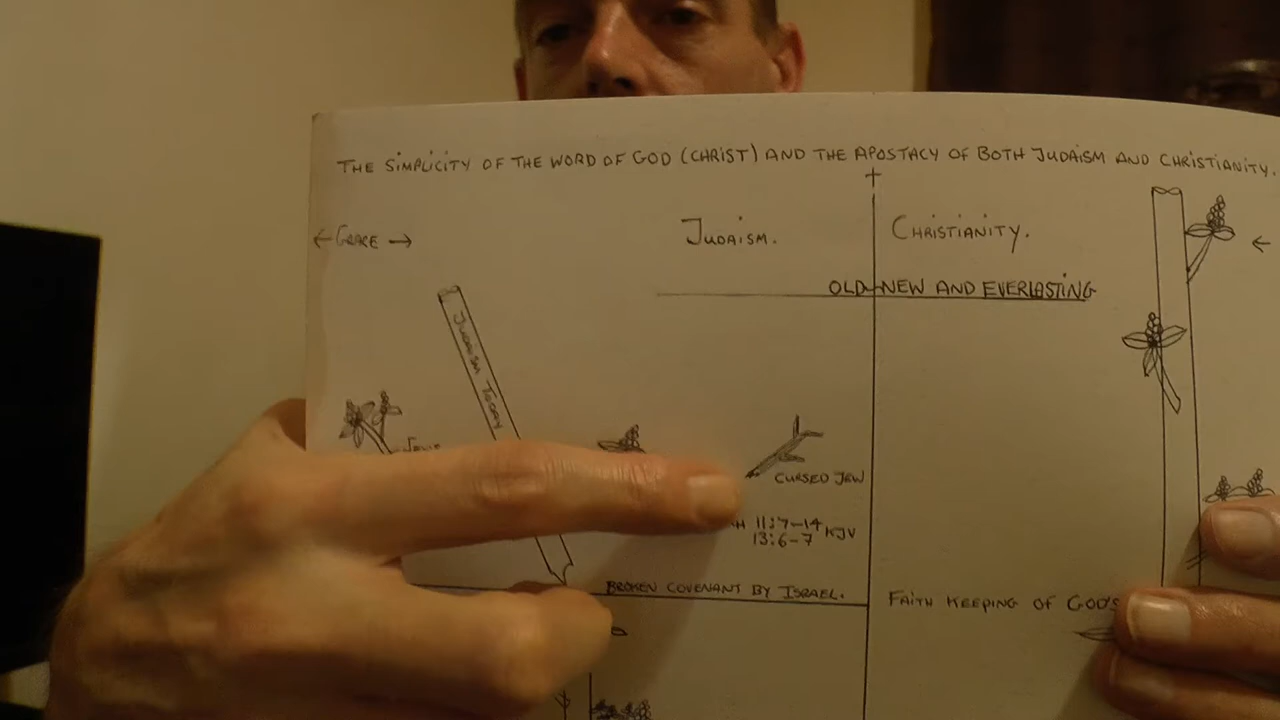 THE SIMPLICITY OF THE WORD OF GOD (CHRIST) AND THE APOSTACY OF BOTH JUDAISM AND CHRISTIANITY.
← GRACE →
JUDAISM.
CHRISTIANITY.
←
OLD NEW AND EVERLASTING
JUDAISM TODAY
CURSED JEW
H 11:7-14
13:6-7 KJV
BROKEN COVENANT BY ISRAEL.
FAITH KEEPING OF GOD'S